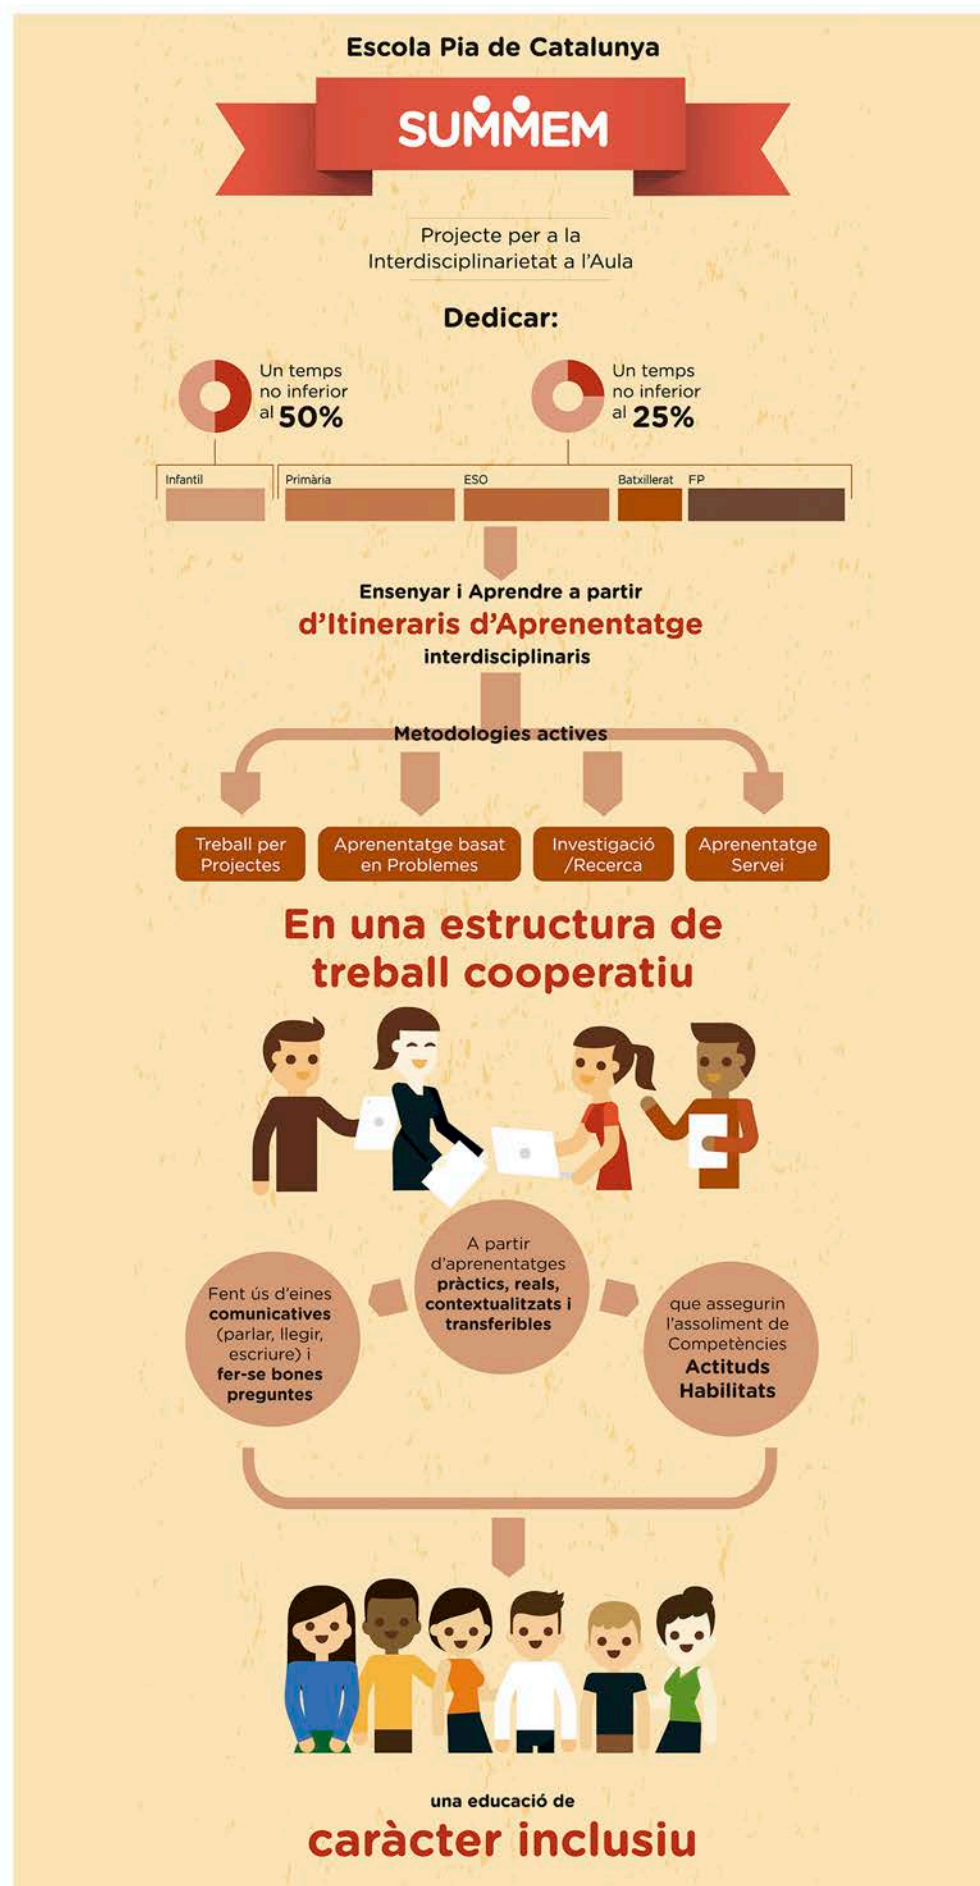 Escola Pia de Catalunya
SUMMEM
Projecte per a la
Interdisciplinarietat a l'Aula
Dedicar:
Un temps
no inferior
al 50%
Un temps
no inferior
al 25%
Infantil
Primària
ESO
Batxillerat
FP
Ensenyar i Aprendre a partir
d'Itineraris d'Aprenentatge
interdisciplinaris
Metodologies actives
Treball per
Projectes
Aprenentatge basat
en Problemes
Investigació
/Recerca
Aprenentatge
Servei
En una estructura de
treball cooperatiu
A partir
d'aprenentatges
pràctics, reals,
contextualitzats i
transferibles
Fent ús d'eines
comunicatives
(parlar, llegir,
escriure) i
fer-se bones
preguntes
que assegurin
l'assoliment de
Competències
Actituds
Habilitats
una educació de
caràcter inclusiu